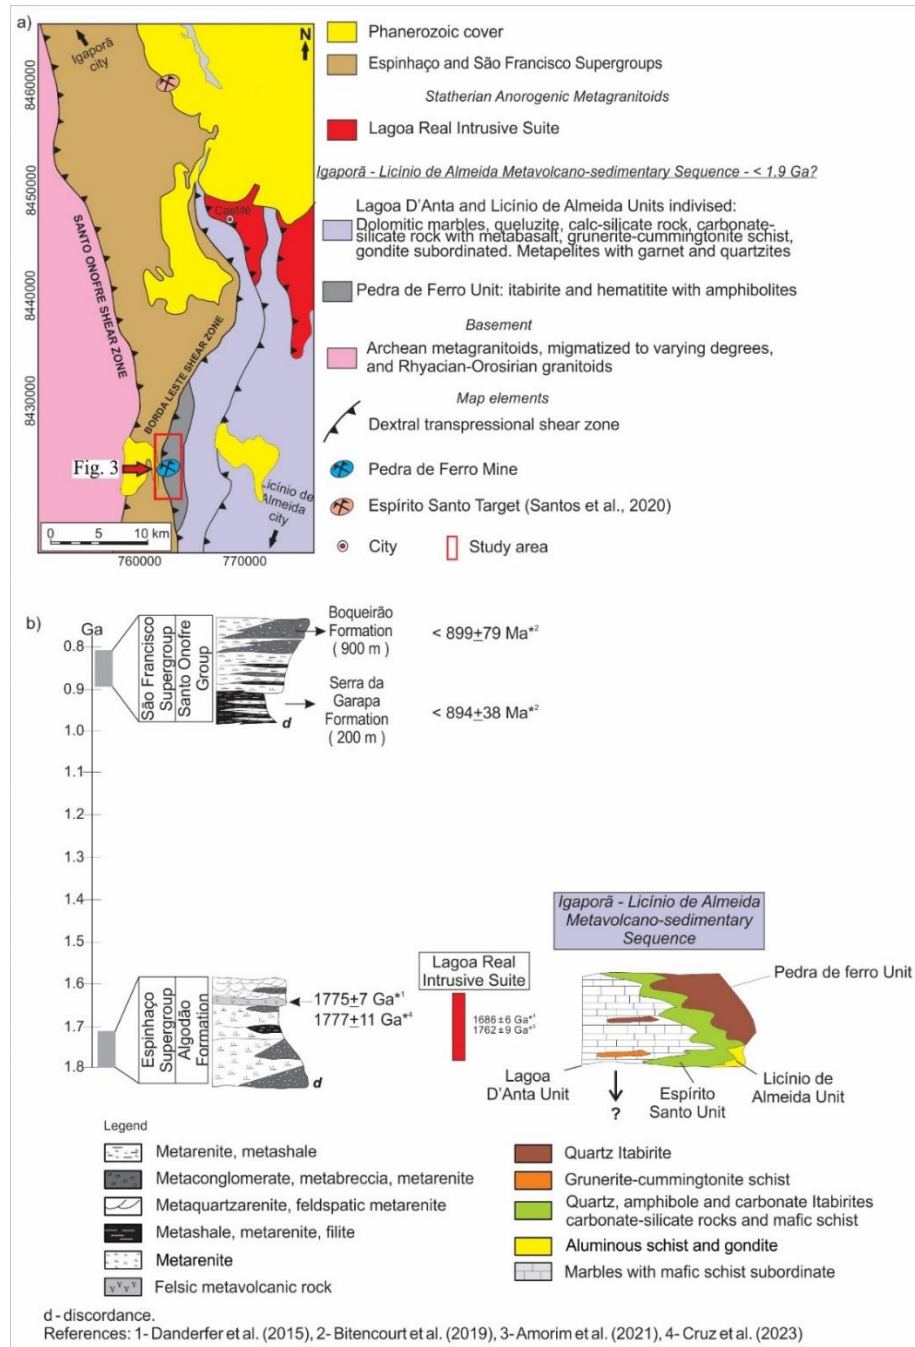 a)
Igaporã
city
N
8460000
8450000
8440000
8430000
Caetité
SANTO ONOFRE SHEAR ZONE
BORDA LESTE SHEAR ZONE
Fig. 3
Licínio de
Almeida
city
0 5 10 km
760000 770000
Phanerozoic cover
Espinhaço and São Francisco Supergroups
Statherian Anorogenic Metagranitoids
Lagoa Real Intrusive Suite
Igaporã - Licínio de Almeida Metavolcano-sedimentary Sequence - < 1.9 Ga?
Lagoa D'Anta and Licínio de Almeida Units indivised:
Dolomitic marbles, queluzite, calc-silicate rock, carbonate-
silicate rock with metabasalt, grunerite-cummingtonite schist,
gondite subordinated. Metapelites with garnet and quartzites
Pedra de Ferro Unit: itabirite and hematitite with amphibolites
Basement
Archean metagranitoids, migmatized to varying degrees,
and Rhyacian-Orosirian granitoids
Map elements
Dextral transpressional shear zone
Pedra de Ferro Mine
Espírito Santo Target (Santos et al., 2020)
City
Study area
b)
Ga
0.8
0.9
1.0
1.1
1.2
1.3
1.4
1.5
1.6
1.7
1.8
São Francisco
Supergroup
Santo Onofre
Group
d
Boqueirão
Formation
( 900 m )
< 899±79 Ma*²
Serra da
Garapa
Formation
( 200 m )
< 894±38 Ma*²
Espinhaço
Supergroup
Algodão
Formation
d
1775±7 Ga*¹
1777±11 Ga*⁴
Lagoa Real
Intrusive Suite
1686±6 Ga*⁴
1762±9 Ga*³
Igaporã - Licínio de Almeida
Metavolcano-sedimentary
Sequence
Pedra de ferro Unit
Lagoa
D'Anta Unit
?
Espírito
Santo Unit
Licínio de
Almeida Unit
Legend
Metarenite, metashale
Metaconglomerate, metabreccia, metarenite
Metaquartzarenite, feldspatic metarenite
Metashale, metarenite, filite
Metarenite
Felsic metavolcanic rock
Quartz Itabirite
Grunerite-cummingtonite schist
Quartz, amphibole and carbonate Itabirites
carbonate-silicate rocks and mafic schist
Aluminous schist and gondite
Marbles with mafic schist subordinate
d - discordance.
References: 1- Danderfer et al. (2015), 2- Bitencourt et al. (2019), 3- Amorim et al. (2021), 4- Cruz et al. (2023)